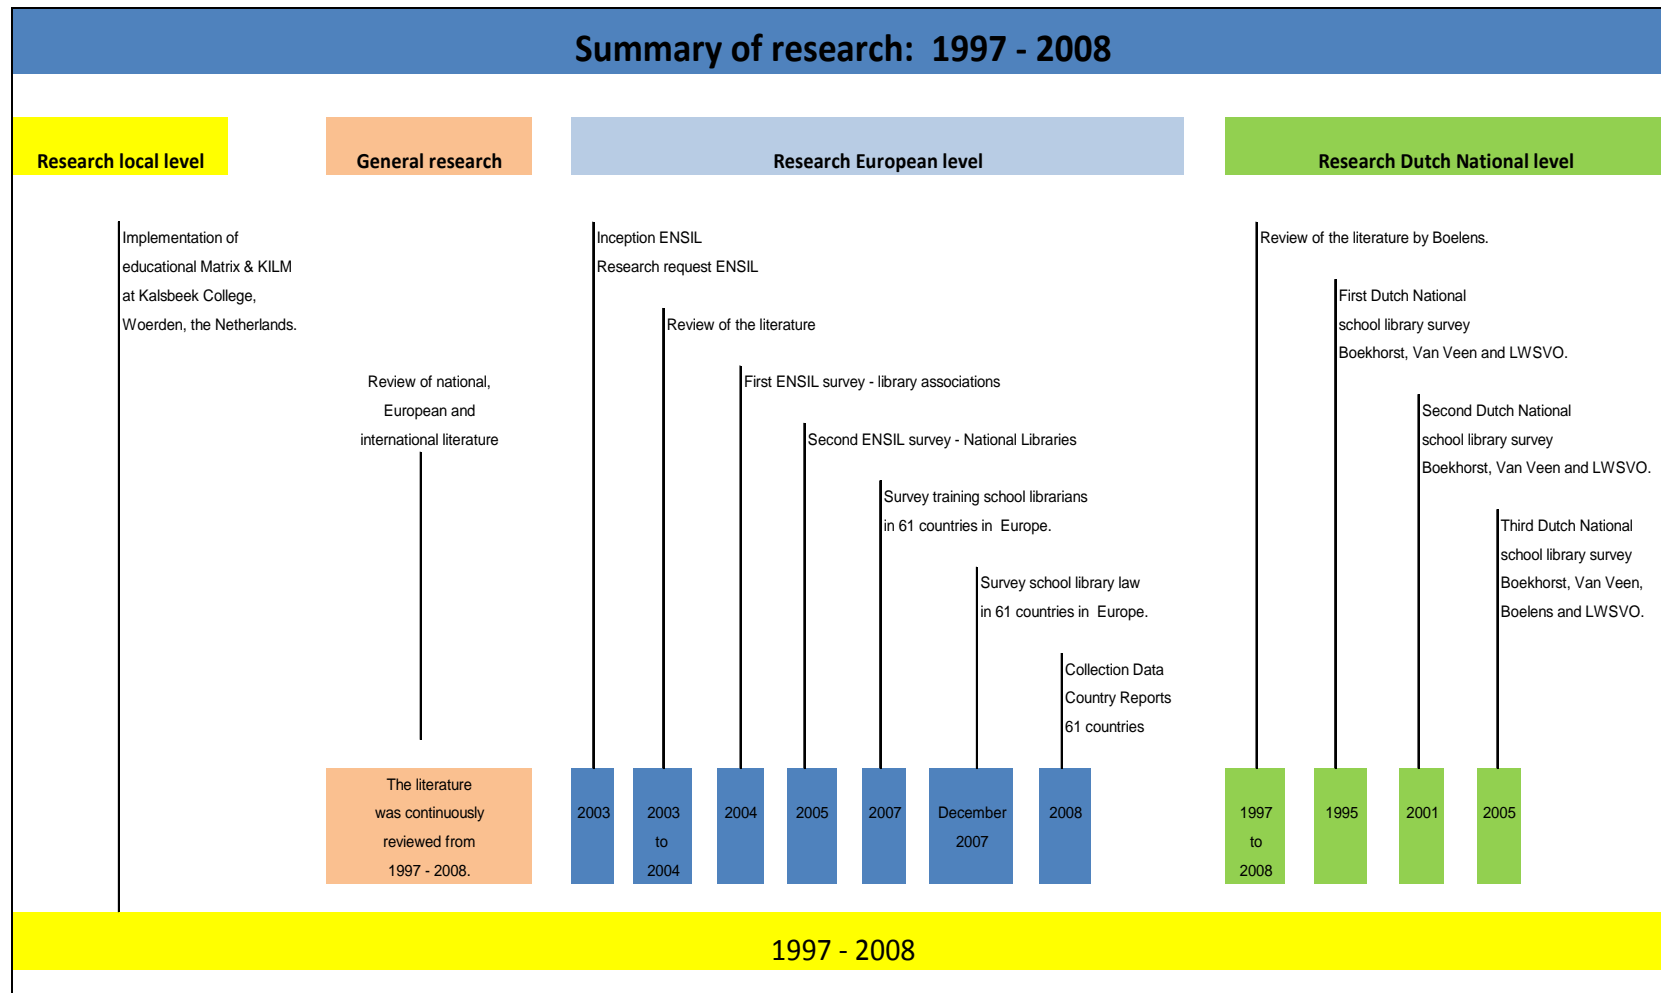 Summary of research: 1997 - 2008
Research local level
General research
Research European level
Research Dutch National level
Implementation of
educational Matrix & KILM
at Kalsbeek College,
Woerden, the Netherlands.
Review of national,
European and
international literature
The literature
was continuously
reviewed from
1997 - 2008.
Inception ENSIL
Research request ENSIL
Review of the literature
First ENSIL survey - library associations
Second ENSIL survey - National Libraries
Survey training school librarians
in 61 countries in Europe.
Survey school library law
in 61 countries in Europe.
Collection Data
Country Reports
61 countries
2003
2003
to
2004
2004
2005
2007
December
2007
2008
Review of the literature by Boelens.
First Dutch National
school library survey
Boekhorst, Van Veen and LWSVO.
Second Dutch National
school library survey
Boekhorst, Van Veen and LWSVO.
Third Dutch National
school library survey
Boekhorst, Van Veen,
Boelens and LWSVO.
1997
to
2008
1995
2001
2005
1997 - 2008